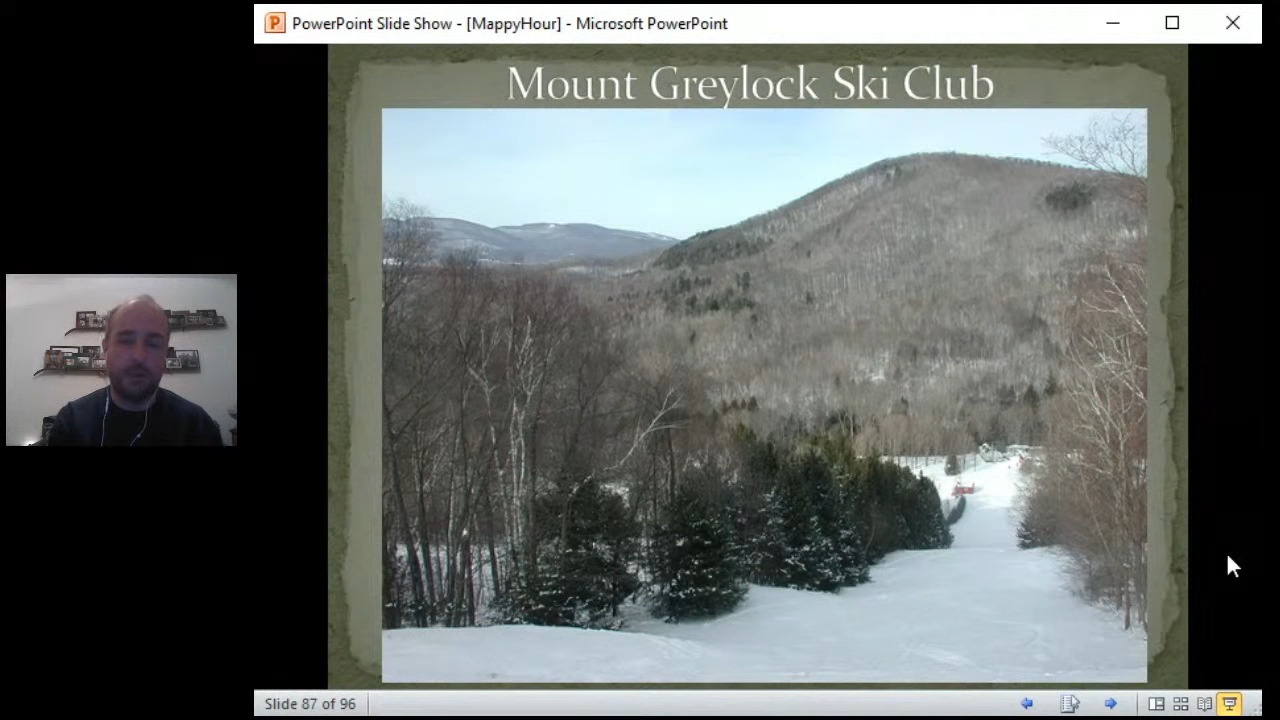 PowerPoint Slide Show - [MappyHour] - Microsoft PowerPoint
Mount Greylock Ski Club
Slide 87 of 96